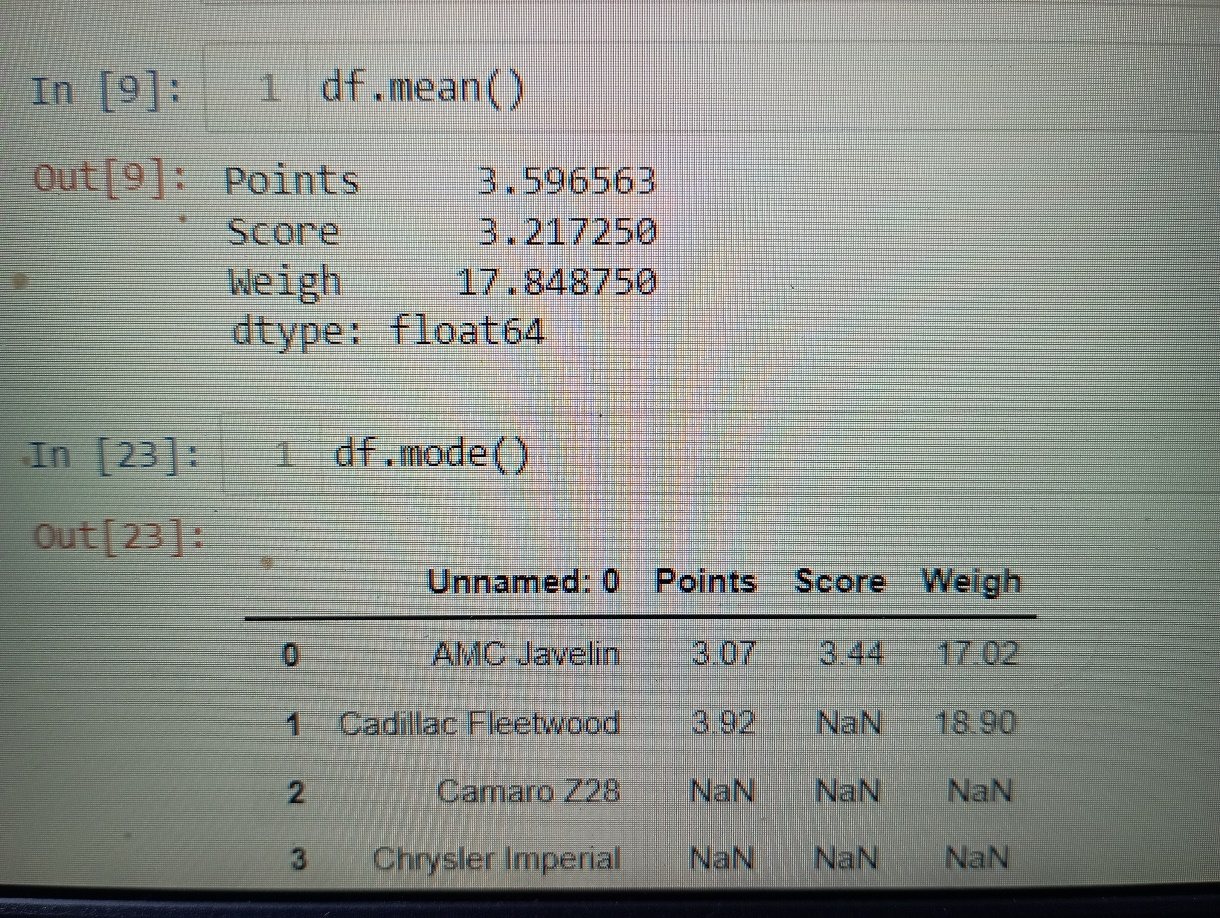 In [9]: 1 df.mean()
Out[9]: Points 3.596563
Score 3.217250
Weigh 17.848750
dtype: float64
In [23]: 1 df.mode()
Out[23]:
Unnamed: 0 Points Score Weigh
0 AMC Javelin 3.07 3.44 17.02
1 Cadillac Fleetwood 3.92 NaN 18.90
2 Camaro Z28 NaN NaN NaN
3 Chrysler Imperial NaN NaN NaN